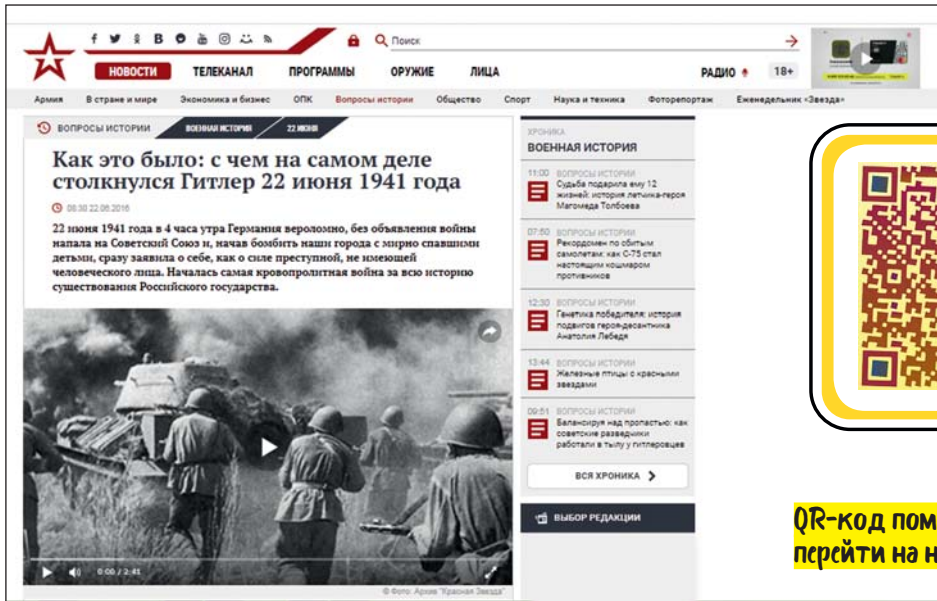 Поиск
НОВОСТИ ТЕЛЕКАНАЛ ПРОГРАММЫ ОРУЖИЕ ЛИЦА РАДИО 18+
Армия В стране и мире Экономика и бизнес ОПК Вопросы истории Общество Спорт Наука и техника Фоторепортаж Еженедельник «Звезда»
ВОПРОСЫ ИСТОРИИ ВОЕННАЯ ИСТОРИЯ 22 ИЮНЯ
Как это было: с чем на самом деле
столкнулся Гитлер 22 июня 1941 года
08:30 22.06.2016
22 июня 1941 года в 4 часа утра Германия вероломно, без объявления войны
напала на Советский Союз и, начав бомбить наши города с мирно спавшими
детьми, сразу заявила о себе, как о силе преступной, не имеющей
человеческого лица. Началась самая кровопролитная война за всю историю
существования Российского государства.
0:00 / 2:41
© Фото: Архив "Красная Звезда"
ХРОНИКА
ВОЕННАЯ ИСТОРИЯ
11:00 ВОПРОСЫ ИСТОРИИ
Судьба подарила ему 12
жизней: история летчика-героя
Магомеда Толбоева
07:50 ВОПРОСЫ ИСТОРИИ
Рекордсмен по сбитым
самолетам: как С-75 стал
настоящим кошмаром
противников
12:30 ВОПРОСЫ ИСТОРИИ
Генетика победителя: история
подвигов героя-десантника
Анатолия Лебедя
13:44 ВОПРОСЫ ИСТОРИИ
Железные птицы с красными
звездами
09:51 ВОПРОСЫ ИСТОРИИ
Балансируя над пропастью: как
советские разведчики
работали в тылу у гитлеровцев
ВСЯ ХРОНИКА
ВЫБОР РЕДАКЦИИ
QR-код пом
перейти на н